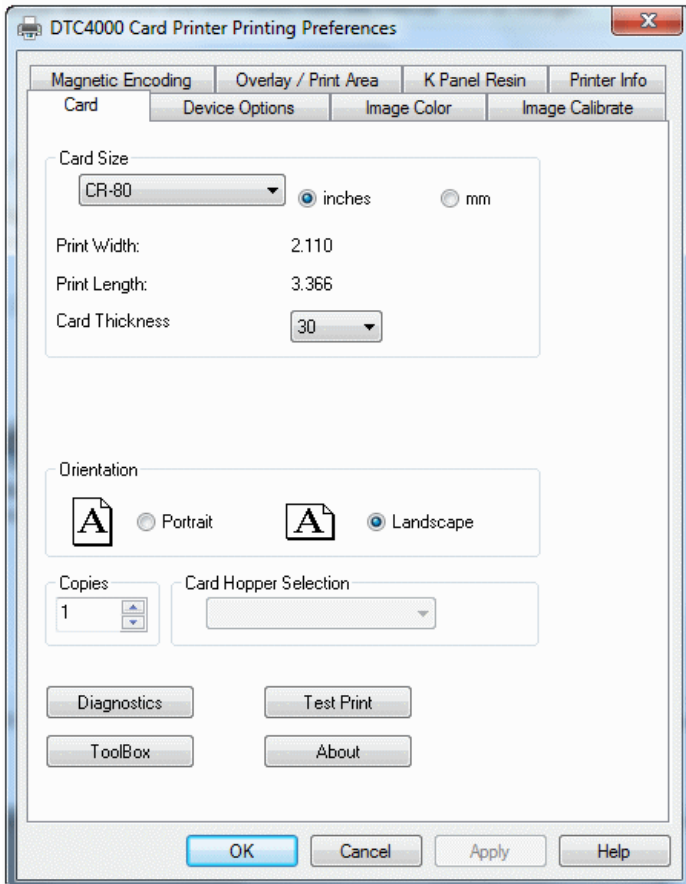 DTC4000 Card Printer Printing Preferences
X
Magnetic Encoding Overlay / Print Area K Panel Resin Printer Info
Card Device Options Image Color Image Calibrate
Card Size
CR-80 inches mm
Print Width: 2.110
Print Length: 3.366
Card Thickness 30
Orientation
A Portrait A Landscape
Copies Card Hopper Selection
1
Diagnostics Test Print
ToolBox About
OK Cancel Apply Help